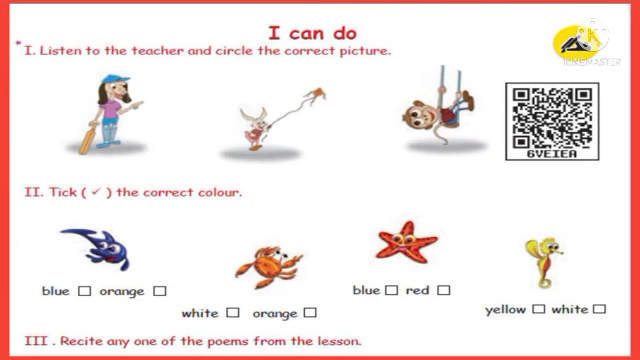 I can do
* I. Listen to the teacher and circle the correct picture.
KINEMASTER
6VEIEA
II. Tick ( ✓ ) the correct colour.
blue ☐ orange ☐
white ☐ orange ☐
blue ☐ red ☐
yellow ☐ white ☐
III . Recite any one of the poems from the lesson.